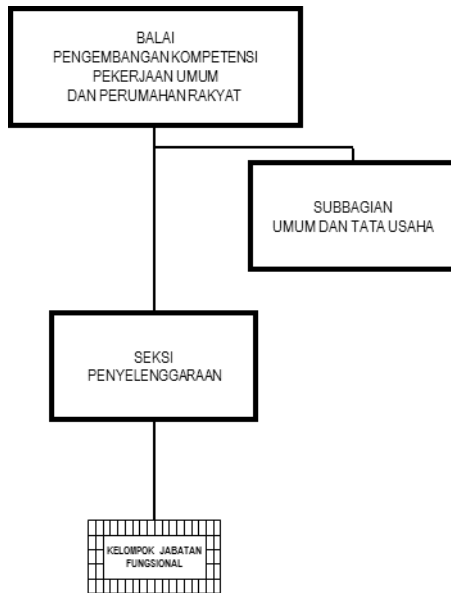 BALAI
PENGEMBANGAN KOMPETENSI
PEKERJAAN UMUM
DAN PERUMAHAN RAKYAT
SUBBAGIAN
UMUM DAN TATA USAHA
SEKSI
PENYELENGGARAAN
KELOMPOK JABATAN
FUNGSIONAL